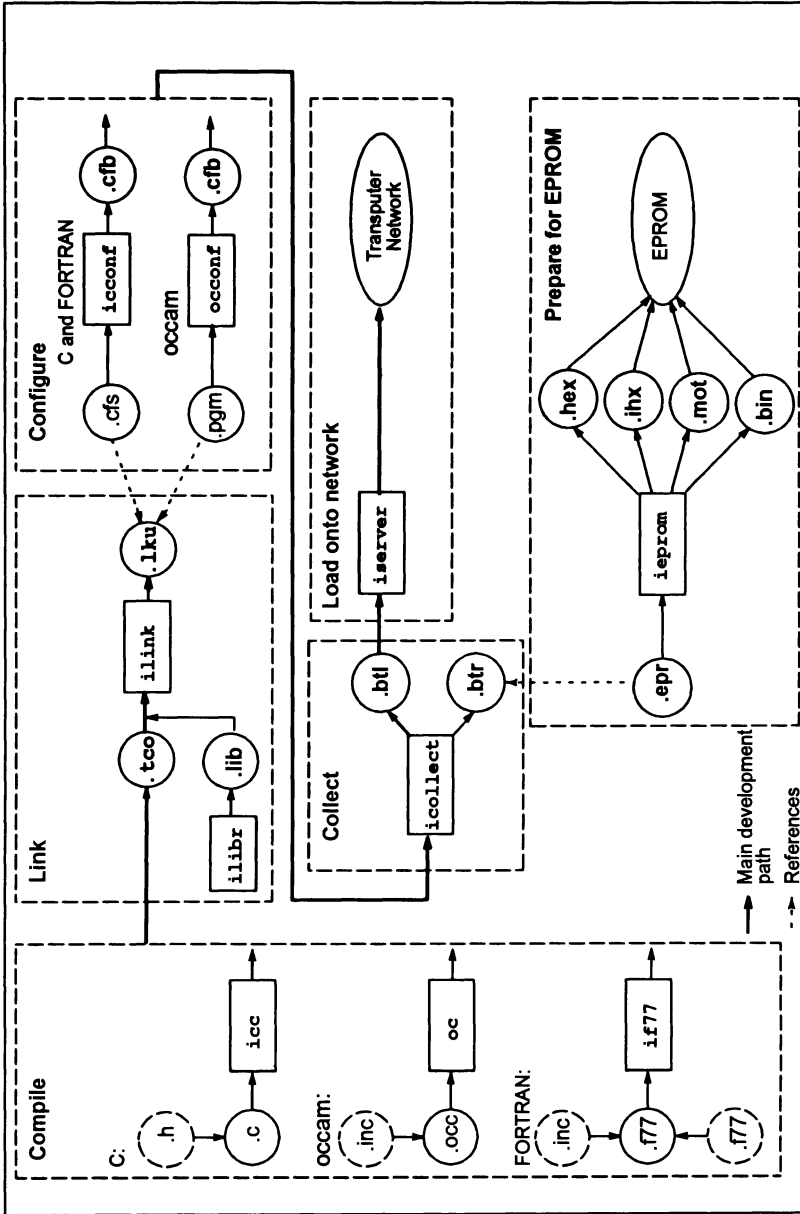 Compile
C:
.h
.c
icc
occam:
.inc
.occ
oc
FORTRAN:
.inc
.f77
.f77
if77
Link
.tco
ilink
.lku
ilibr
.lib
Configure
C and FORTRAN
.cfs
icconf
.cfb
occam
.pgm
occonf
.cfb
Collect
icollect
.btl
.btr
Load onto network
iserver
Transputer
Network
Prepare for EPROM
.epr
ieprom
.hex
.ihx
.mot
.bin
EPROM
Main development
path
References